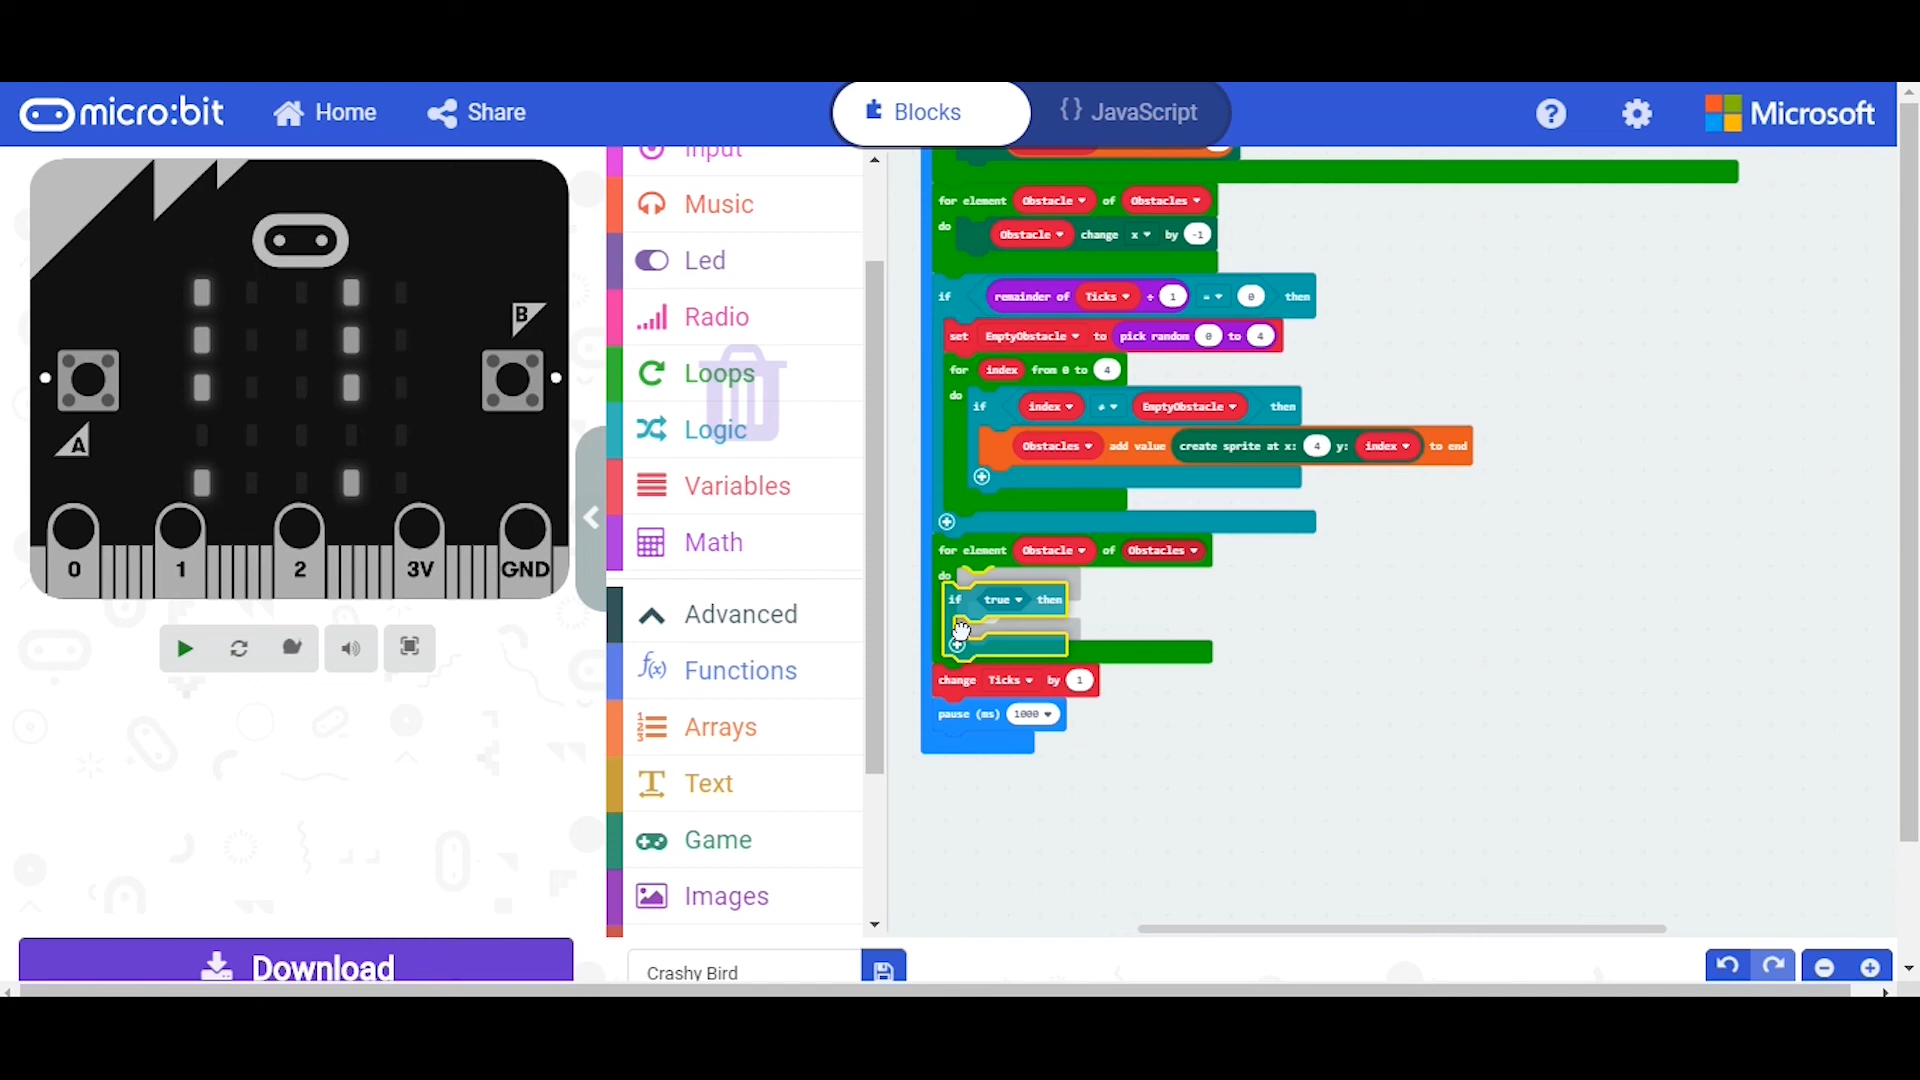 micro:bit
Home
Share
Blocks
{} JavaScript
?
Microsoft
A
B
0
1
2
3V
GND
Download
Input
Music
Led
Radio
Loops
Logic
Variables
Math
Advanced
f(x) Functions
Arrays
Text
Game
Images
Crashy Bird
for element Obstacle of Obstacles
do Obstacle change x by -1
if remainder of Ticks ÷ 1 = 0 then
set EmptyObstacle to pick random 0 to 4
for index from 0 to 4
do if index ≠ EmptyObstacle then
Obstacles add value create sprite at x: 4 y: index to end
for element Obstacle of Obstacles
do
if true then
change Ticks by 1
pause (ms) 1000